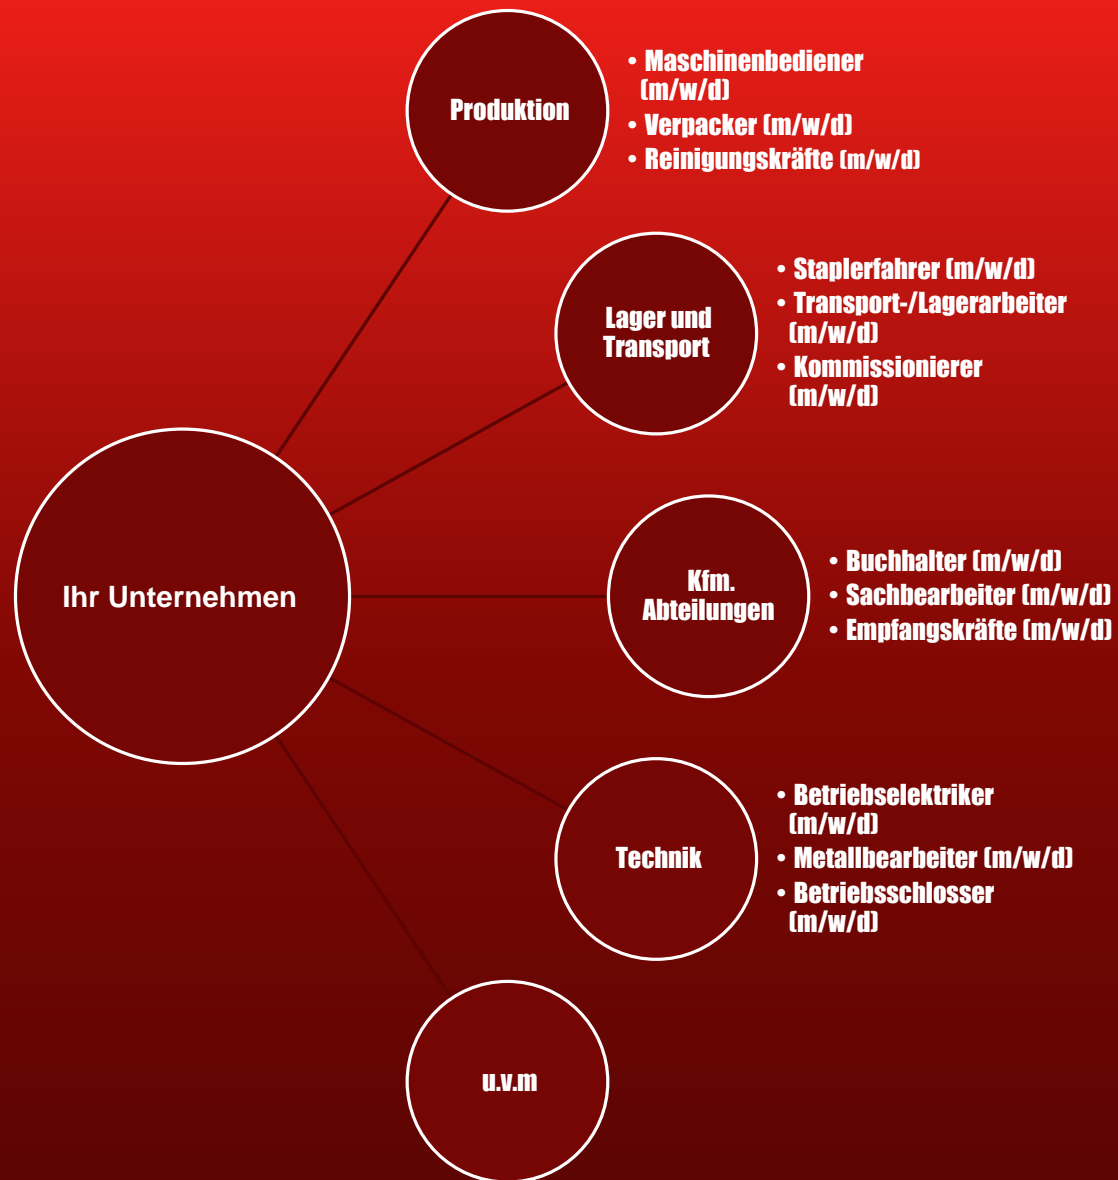 Produktion
• Maschinenbediener
(m/w/d)
• Verpacker (m/w/d)
• Reinigungskräfte (m/w/d)
Lager und
Transport
• Staplerfahrer (m/w/d)
• Transport-/Lagerarbeiter
(m/w/d)
• Kommissionierer
(m/w/d)
Ihr Unternehmen
Kfm.
Abteilungen
• Buchhalter (m/w/d)
• Sachbearbeiter (m/w/d)
• Empfangskräfte (m/w/d)
Technik
• Betriebselektriker
(m/w/d)
• Metallbearbeiter (m/w/d)
• Betriebsschlosser
(m/w/d)
u.v.m